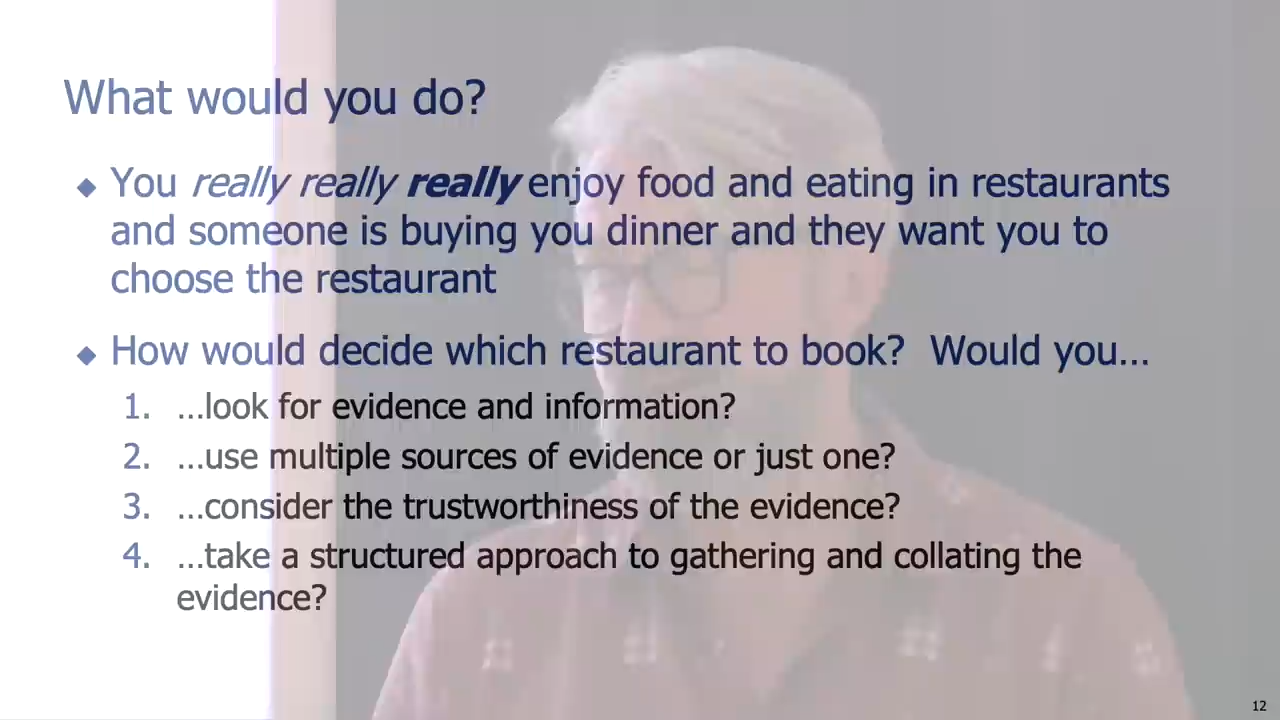 What would you do?
◆ You really really really enjoy food and eating in restaurants
and someone is buying you dinner and they want you to
choose the restaurant
◆ How would decide which restaurant to book?  Would you...
1. ...look for evidence and information?
2. ...use multiple sources of evidence or just one?
3. ...consider the trustworthiness of the evidence?
4. ...take a structured approach to gathering and collating the
evidence?
12